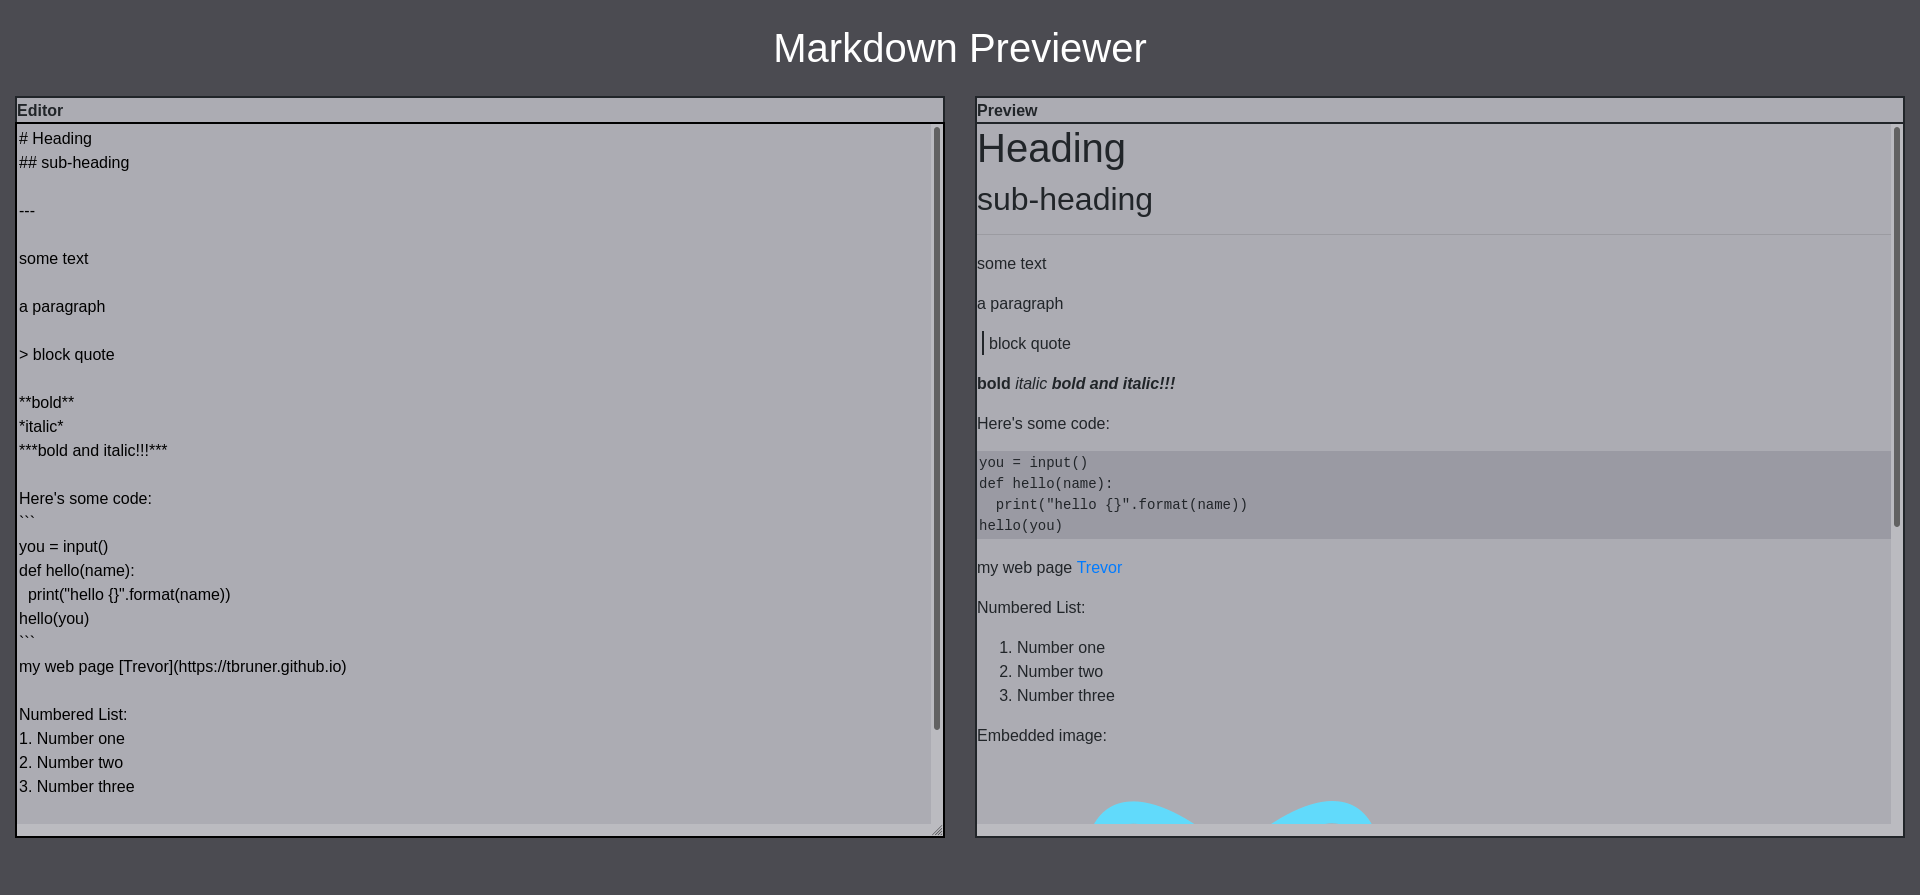 Markdown Previewer
Editor
# Heading
## sub-heading
---
some text
a paragraph
> block quote
**bold**
*italic*
***bold and italic!!!***
Here's some code:
```
you = input()
def hello(name):
  print("hello {}".format(name))
hello(you)
```
my web page [Trevor](https://tbruner.github.io)
Numbered List:
1. Number one
2. Number two
3. Number three
Preview
Heading
sub-heading
some text
a paragraph
block quote
bold italic bold and italic!!!
Here's some code:
you = input()
def hello(name):
  print("hello {}".format(name))
hello(you)
my web page Trevor
Numbered List:
1. Number one
2. Number two
3. Number three
Embedded image: